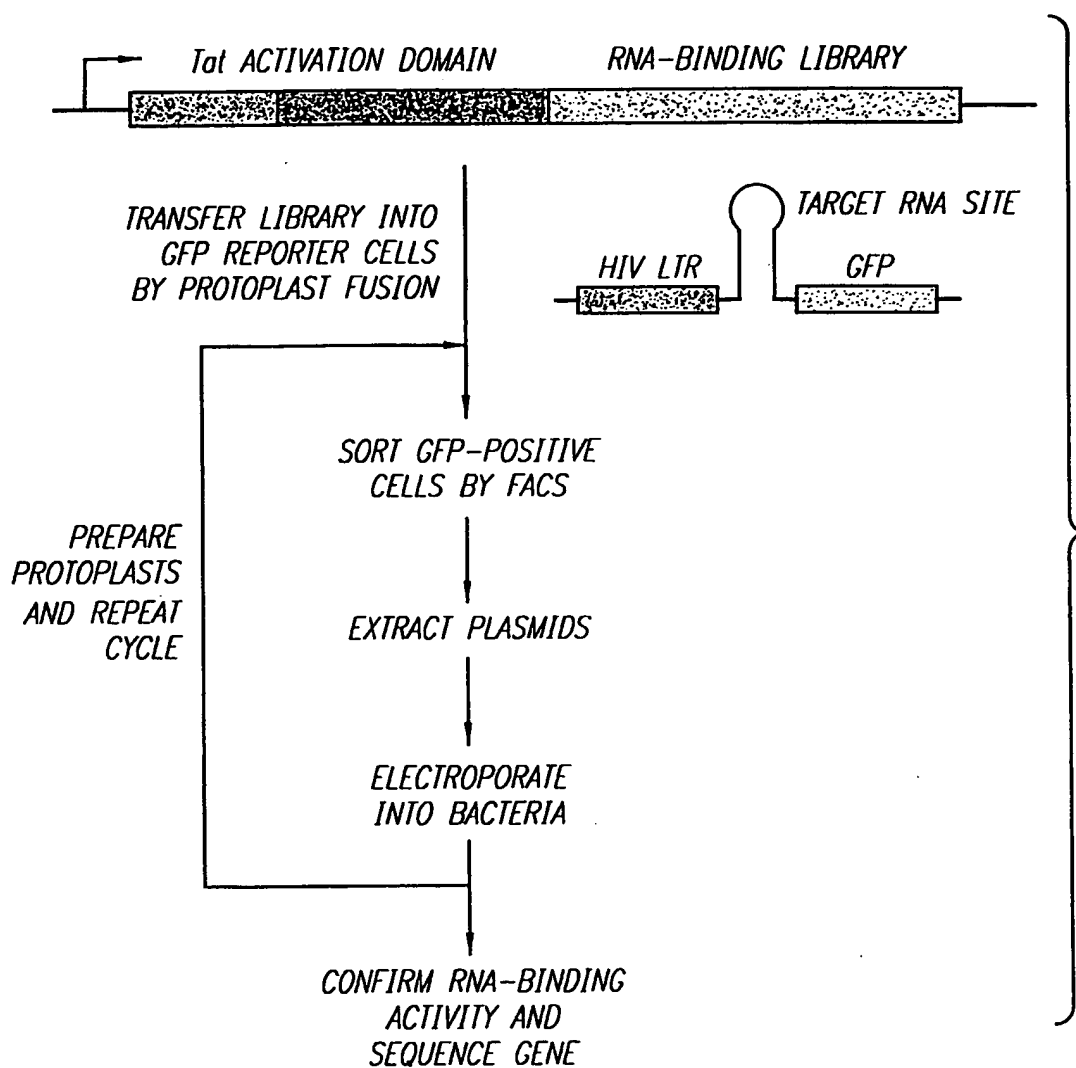 Tat ACTIVATION DOMAIN
RNA-BINDING LIBRARY
TRANSFER LIBRARY INTO
GFP REPORTER CELLS
BY PROTOPLAST FUSION
TARGET RNA SITE
HIV LTR
GFP
SORT GFP-POSITIVE
CELLS BY FACS
PREPARE
PROTOPLASTS
AND REPEAT
CYCLE
EXTRACT PLASMIDS
ELECTROPORATE
INTO BACTERIA
CONFIRM RNA-BINDING
ACTIVITY AND
SEQUENCE GENE